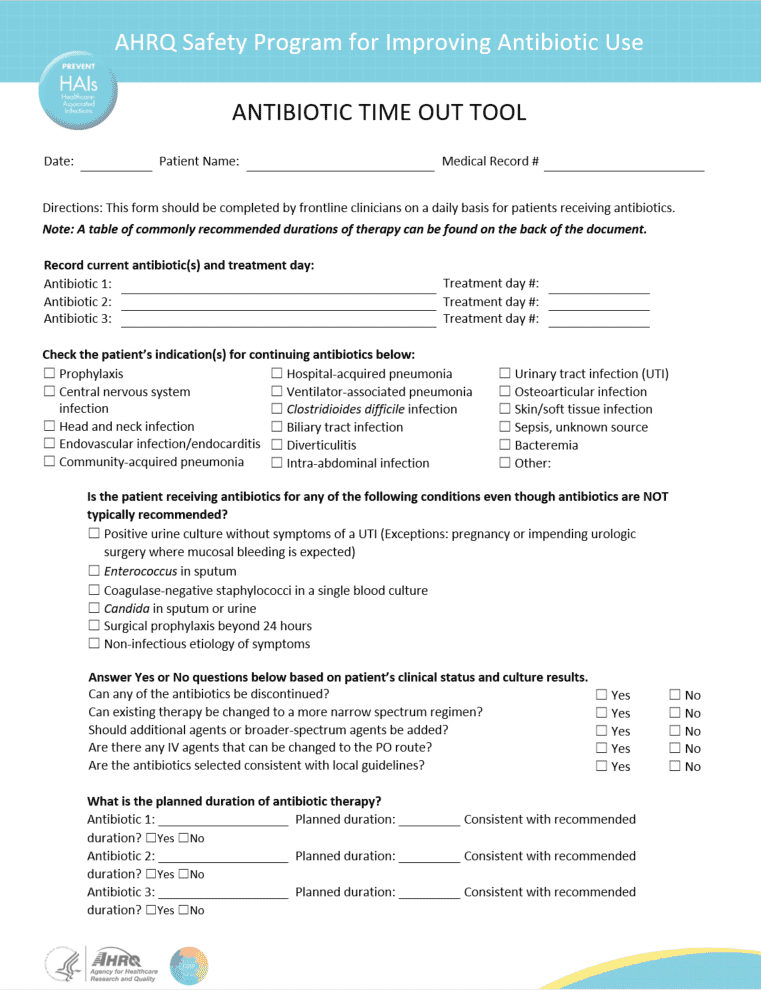 AHRQ Safety Program for Improving Antibiotic Use
PREVENT
HAIs
Healthcare-
Associated
Infections
ANTIBIOTIC TIME OUT TOOL
Date: Patient Name: Medical Record #
Directions: This form should be completed by frontline clinicians on a daily basis for patients receiving antibiotics.
Note: A table of commonly recommended durations of therapy can be found on the back of the document.
Record current antibiotic(s) and treatment day:
Antibiotic 1: Treatment day #:
Antibiotic 2: Treatment day #:
Antibiotic 3: Treatment day #:
Check the patient's indication(s) for continuing antibiotics below:
☐ Prophylaxis
☐ Central nervous system
infection
☐ Head and neck infection
☐ Endovascular infection/endocarditis
☐ Community-acquired pneumonia
☐ Hospital-acquired pneumonia
☐ Ventilator-associated pneumonia
☐ Clostridioides difficile infection
☐ Biliary tract infection
☐ Diverticulitis
☐ Intra-abdominal infection
☐ Urinary tract infection (UTI)
☐ Osteoarticular infection
☐ Skin/soft tissue infection
☐ Sepsis, unknown source
☐ Bacteremia
☐ Other:
Is the patient receiving antibiotics for any of the following conditions even though antibiotics are NOT
typically recommended?
☐ Positive urine culture without symptoms of a UTI (Exceptions: pregnancy or impending urologic
surgery where mucosal bleeding is expected)
☐ Enterococcus in sputum
☐ Coagulase-negative staphylococci in a single blood culture
☐ Candida in sputum or urine
☐ Surgical prophylaxis beyond 24 hours
☐ Non-infectious etiology of symptoms
Answer Yes or No questions below based on patient's clinical status and culture results.
Can any of the antibiotics be discontinued? ☐ Yes ☐ No
Can existing therapy be changed to a more narrow spectrum regimen? ☐ Yes ☐ No
Should additional agents or broader-spectrum agents be added? ☐ Yes ☐ No
Are there any IV agents that can be changed to the PO route? ☐ Yes ☐ No
Are the antibiotics selected consistent with local guidelines? ☐ Yes ☐ No
What is the planned duration of antibiotic therapy?
Antibiotic 1: ____________________ Planned duration: _________ Consistent with recommended
duration? ☐Yes ☐No
Antibiotic 2: ____________________ Planned duration: _________ Consistent with recommended
duration? ☐Yes ☐No
Antibiotic 3: ____________________ Planned duration: _________ Consistent with recommended
duration? ☐Yes ☐No
AHRQ
Agency for Healthcare
Research and Quality